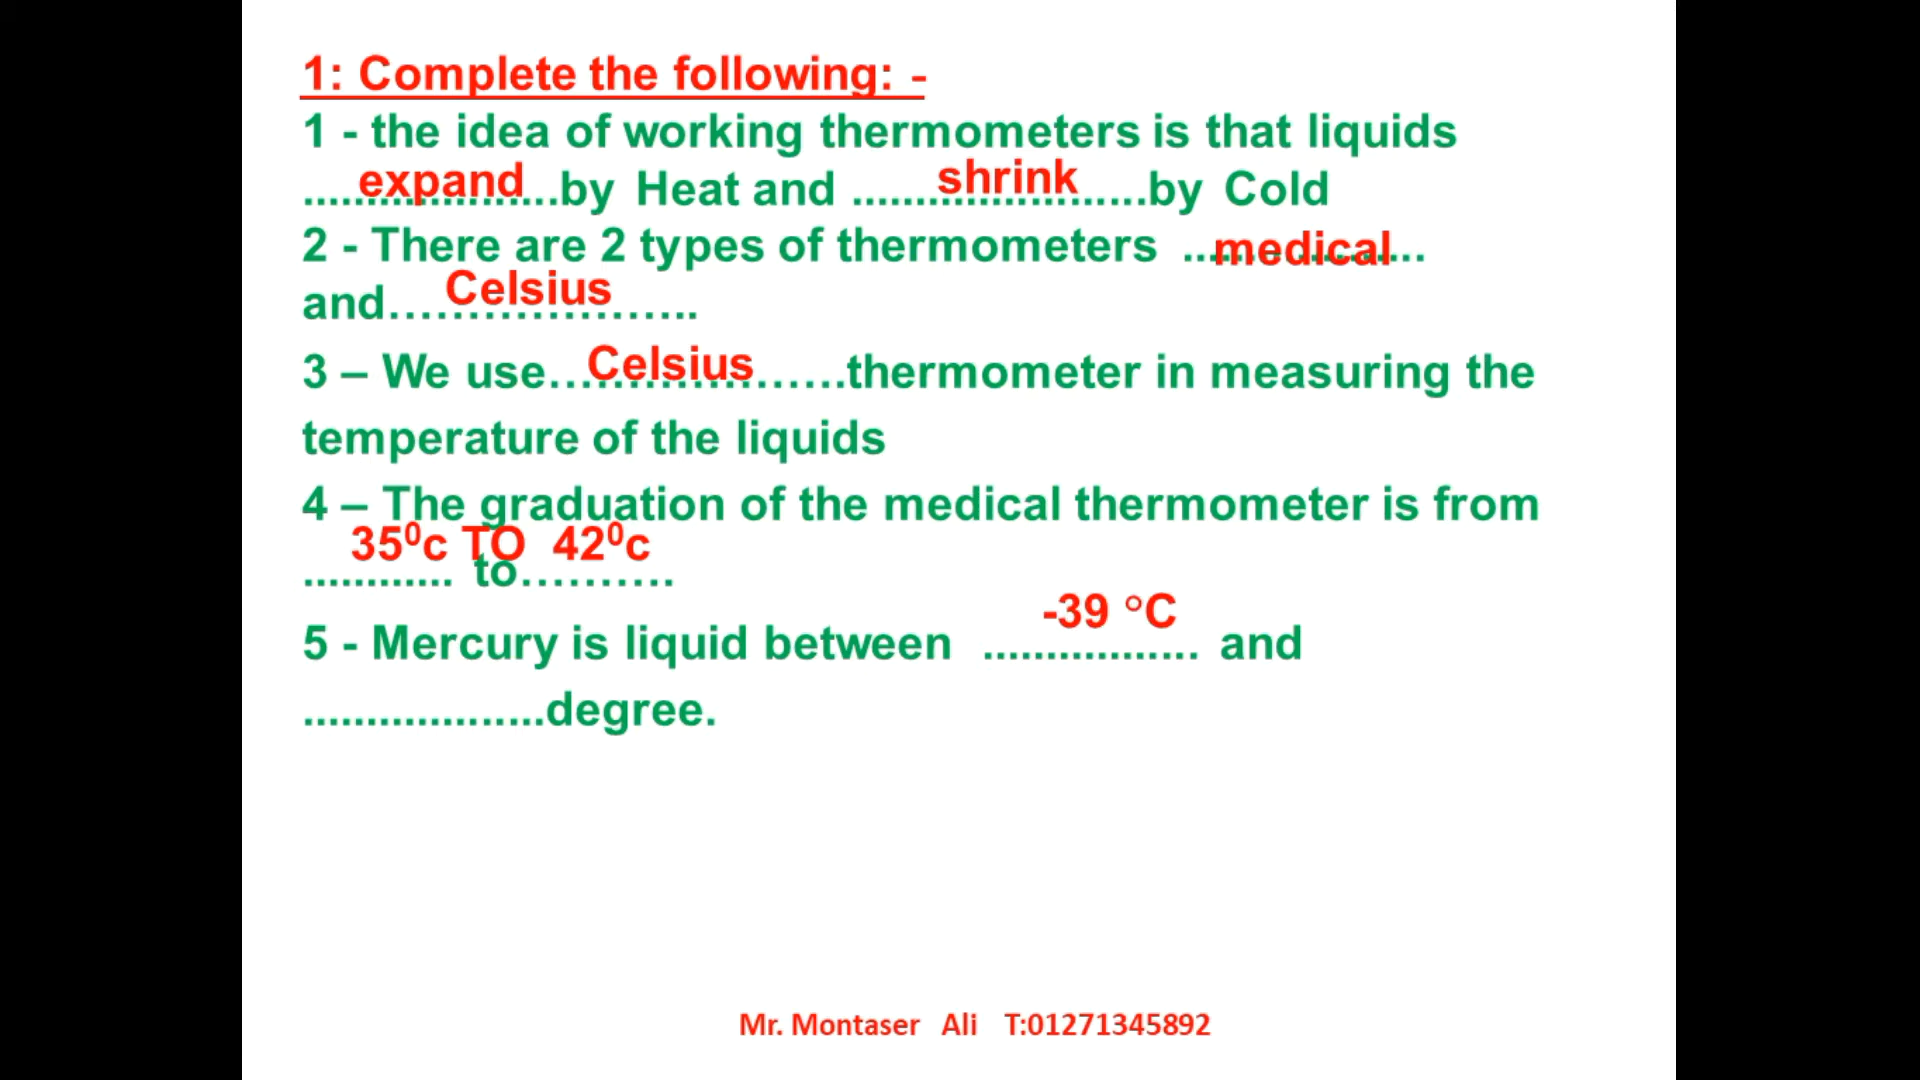 1: Complete the following: -
1 - the idea of working thermometers is that liquids
....................by Heat and .......................by Cold
expand shrink
2 - There are 2 types of thermometers ...................
medical
and.....................
Celsius
3 – We use...................thermometer in measuring the
Celsius
temperature of the liquids
4 – The graduation of the medical thermometer is from
35⁰c TO 42⁰c
............ to..........
-39 °C
5 - Mercury is liquid between ................. and
...................degree.
Mr. Montaser Ali T:01271345892